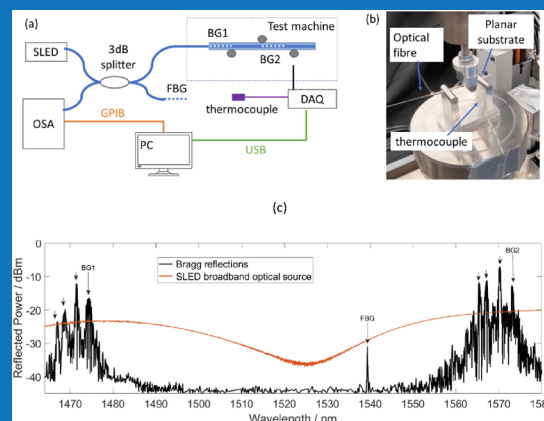 (a)
SLED
3dB
splitter
OSA
GPIB
FBG
BG1
BG2
Test machine
thermocouple
DAQ
PC
USB
(b)
Optical
fibre
Planar
substrate
thermocouple
(c)
Reflected Power / dBm
0
-10
-20
-30
-40
BG1
Bragg reflections
SLED broadband optical source
FBG
BG2
1470 1480 1490 1500 1510 1520 1530 1540 1550 1560 1570
Wavelength / nm